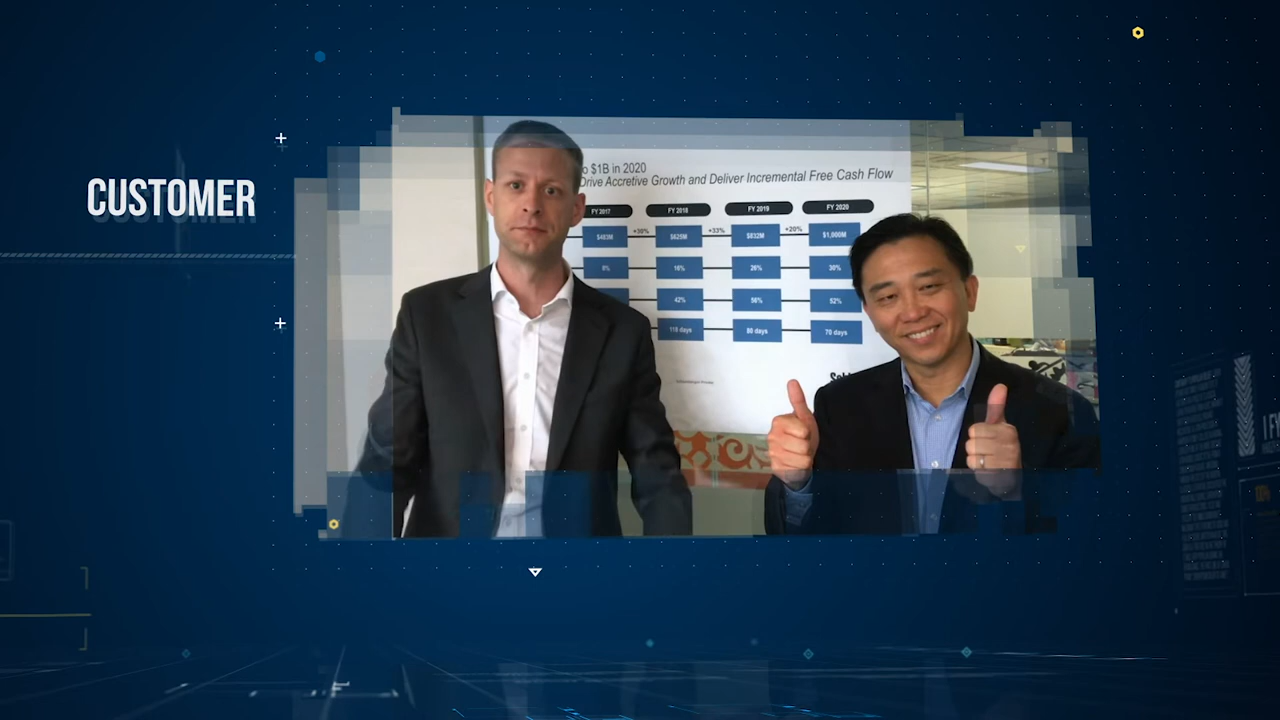 CUSTOMER
o $1B in 2020
Drive Accretive Growth and Deliver Incremental Free Cash Flow
FY 2017 FY 2018 FY 2019 FY 2020
+30% +33% +20%
$483M $625M $832M $1,000M
8% 16% 26% 30%
42% 56% 52%
118 days 80 days 70 days